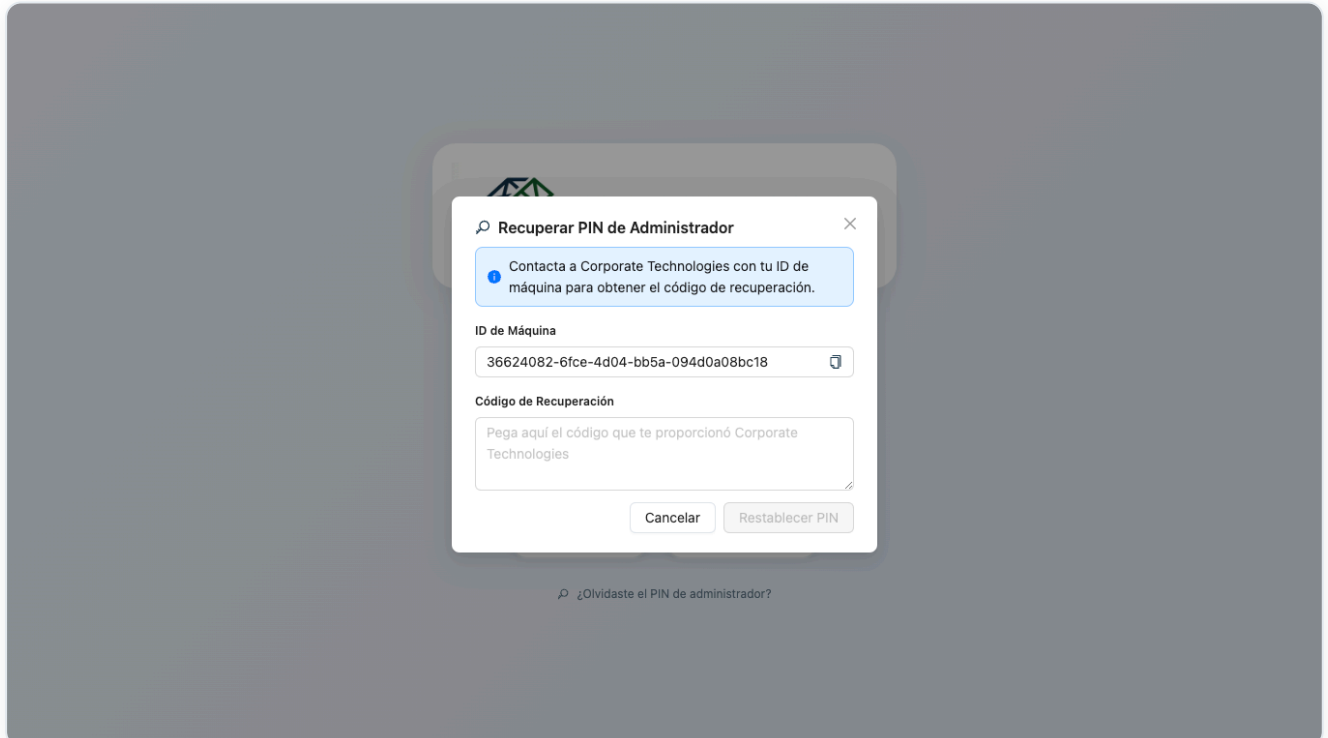 Recuperar PIN de Administrador
Contacta a Corporate Technologies con tu ID de
máquina para obtener el código de recuperación.
ID de Máquina
36624082-6fce-4d04-bb5a-094d0a08bc18
Código de Recuperación
Pega aquí el código que te proporcionó Corporate
Technologies
Cancelar
Restablecer PIN
¿Olvidaste el PIN de administrador?